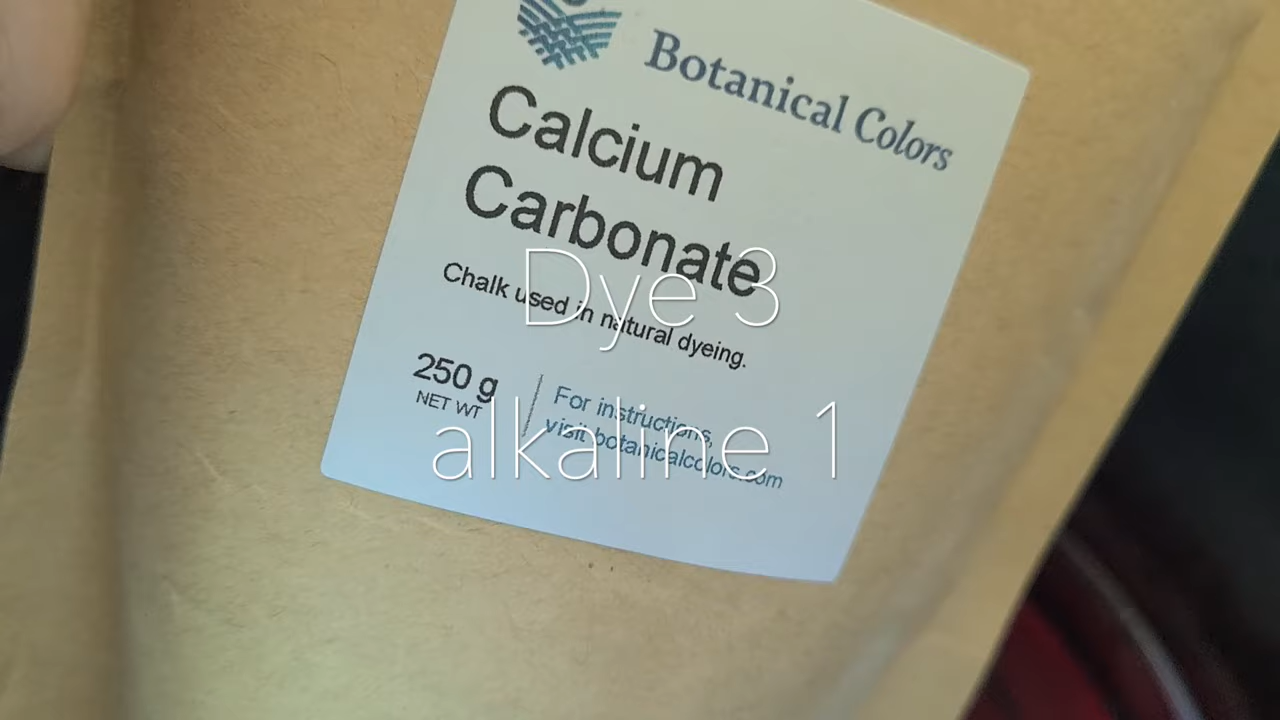 Botanical Colors
Calcium
Carbonate
Chalk used in natural dyeing.
250 g
NET WT
For instructions,
visit botanicalcolors.com
Dye 3
alkaline 1